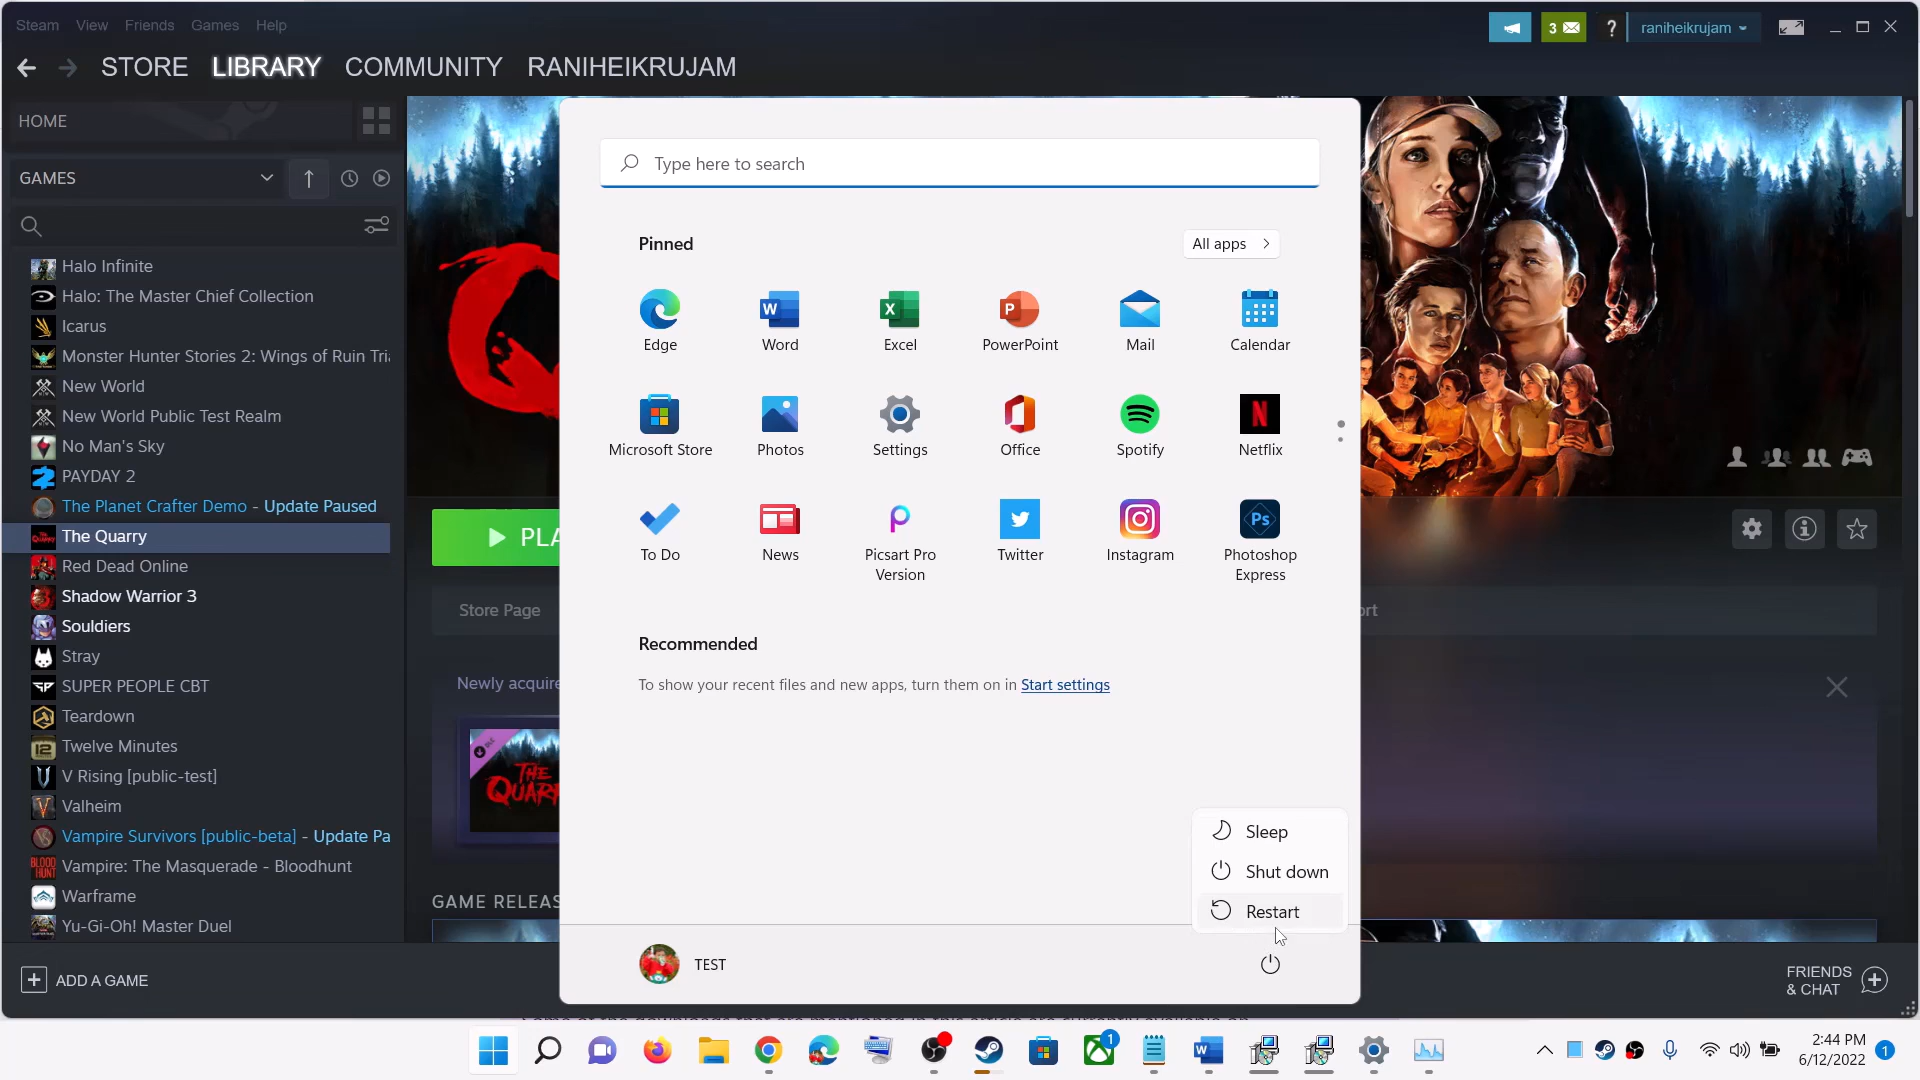 Steam View Friends Games Help
3
?
raniheikrujam
STORE LIBRARY COMMUNITY RANIHEIKRUJAM
HOME
GAMES
Halo Infinite
Halo: The Master Chief Collection
Icarus
Monster Hunter Stories 2: Wings of Ruin Tria
New World
New World Public Test Realm
No Man's Sky
PAYDAY 2
The Planet Crafter Demo - Update Paused
The Quarry
Red Dead Online
Shadow Warrior 3
Souldiers
Stray
SUPER PEOPLE CBT
Teardown
Twelve Minutes
V Rising [public-test]
Valheim
Vampire Survivors [public-beta] - Update Pa
Vampire: The Masquerade - Bloodhunt
Warframe
Yu-Gi-Oh! Master Duel
ADD A GAME
PLA
Store Page
ort
Newly acquire
THE QUAR
GAME RELEAS
Type here to search
Pinned
All apps
Edge
Word
Excel
PowerPoint
Mail
Calendar
Microsoft Store
Photos
Settings
Office
Spotify
Netflix
To Do
News
Picsart Pro Version
Twitter
Instagram
Photoshop Express
Recommended
To show your recent files and new apps, turn them on in Start settings
Sleep
Shut down
Restart
TEST
FRIENDS
& CHAT
1
2:44 PM
6/12/2022
1